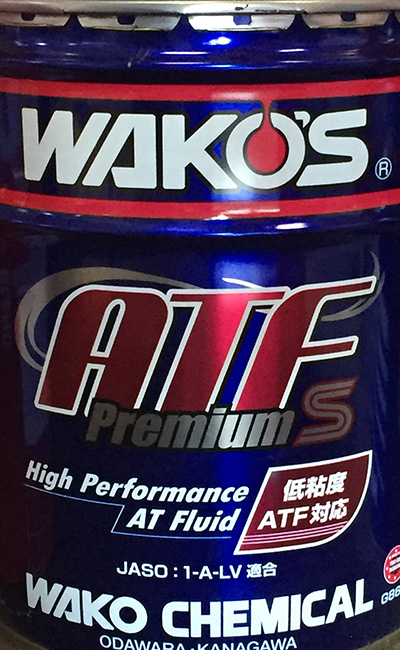 WAKO'S ®
ATF
Premium S
High Performance
AT Fluid
低粘度
ATF対応
JASO : 1-A-LV 適合
WAKO CHEMICAL
ODAWARA・KANAGAWA